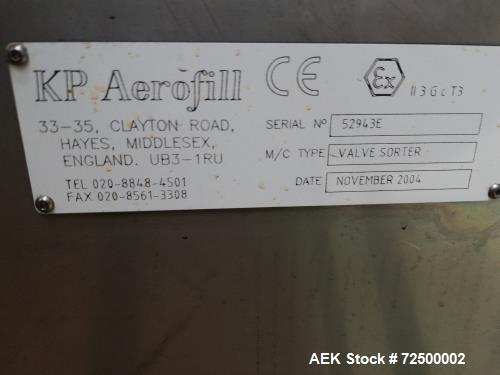 KP Aerofill
33-35, CLAYTON ROAD,
HAYES, MIDDLESEX,
ENGLAND. UB3-1RU
TEL 020-8848-4501
FAX 020-8561-3308
CE Ex II 3 G c T3
SERIAL Nº 52943E
M/C TYPE VALVE SORTER
DATE NOVEMBER 2004
AEK Stock # 72500002